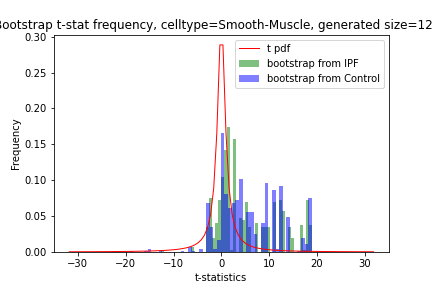 Bootstrap t-stat frequency, celltype=Smooth-Muscle, generated size=12
0.30
0.25
0.20
0.15
0.10
0.05
0.00
Frequency
t pdf
bootstrap from IPF
bootstrap from Control
−30
−20
−10
0
10
20
30
t-statistics